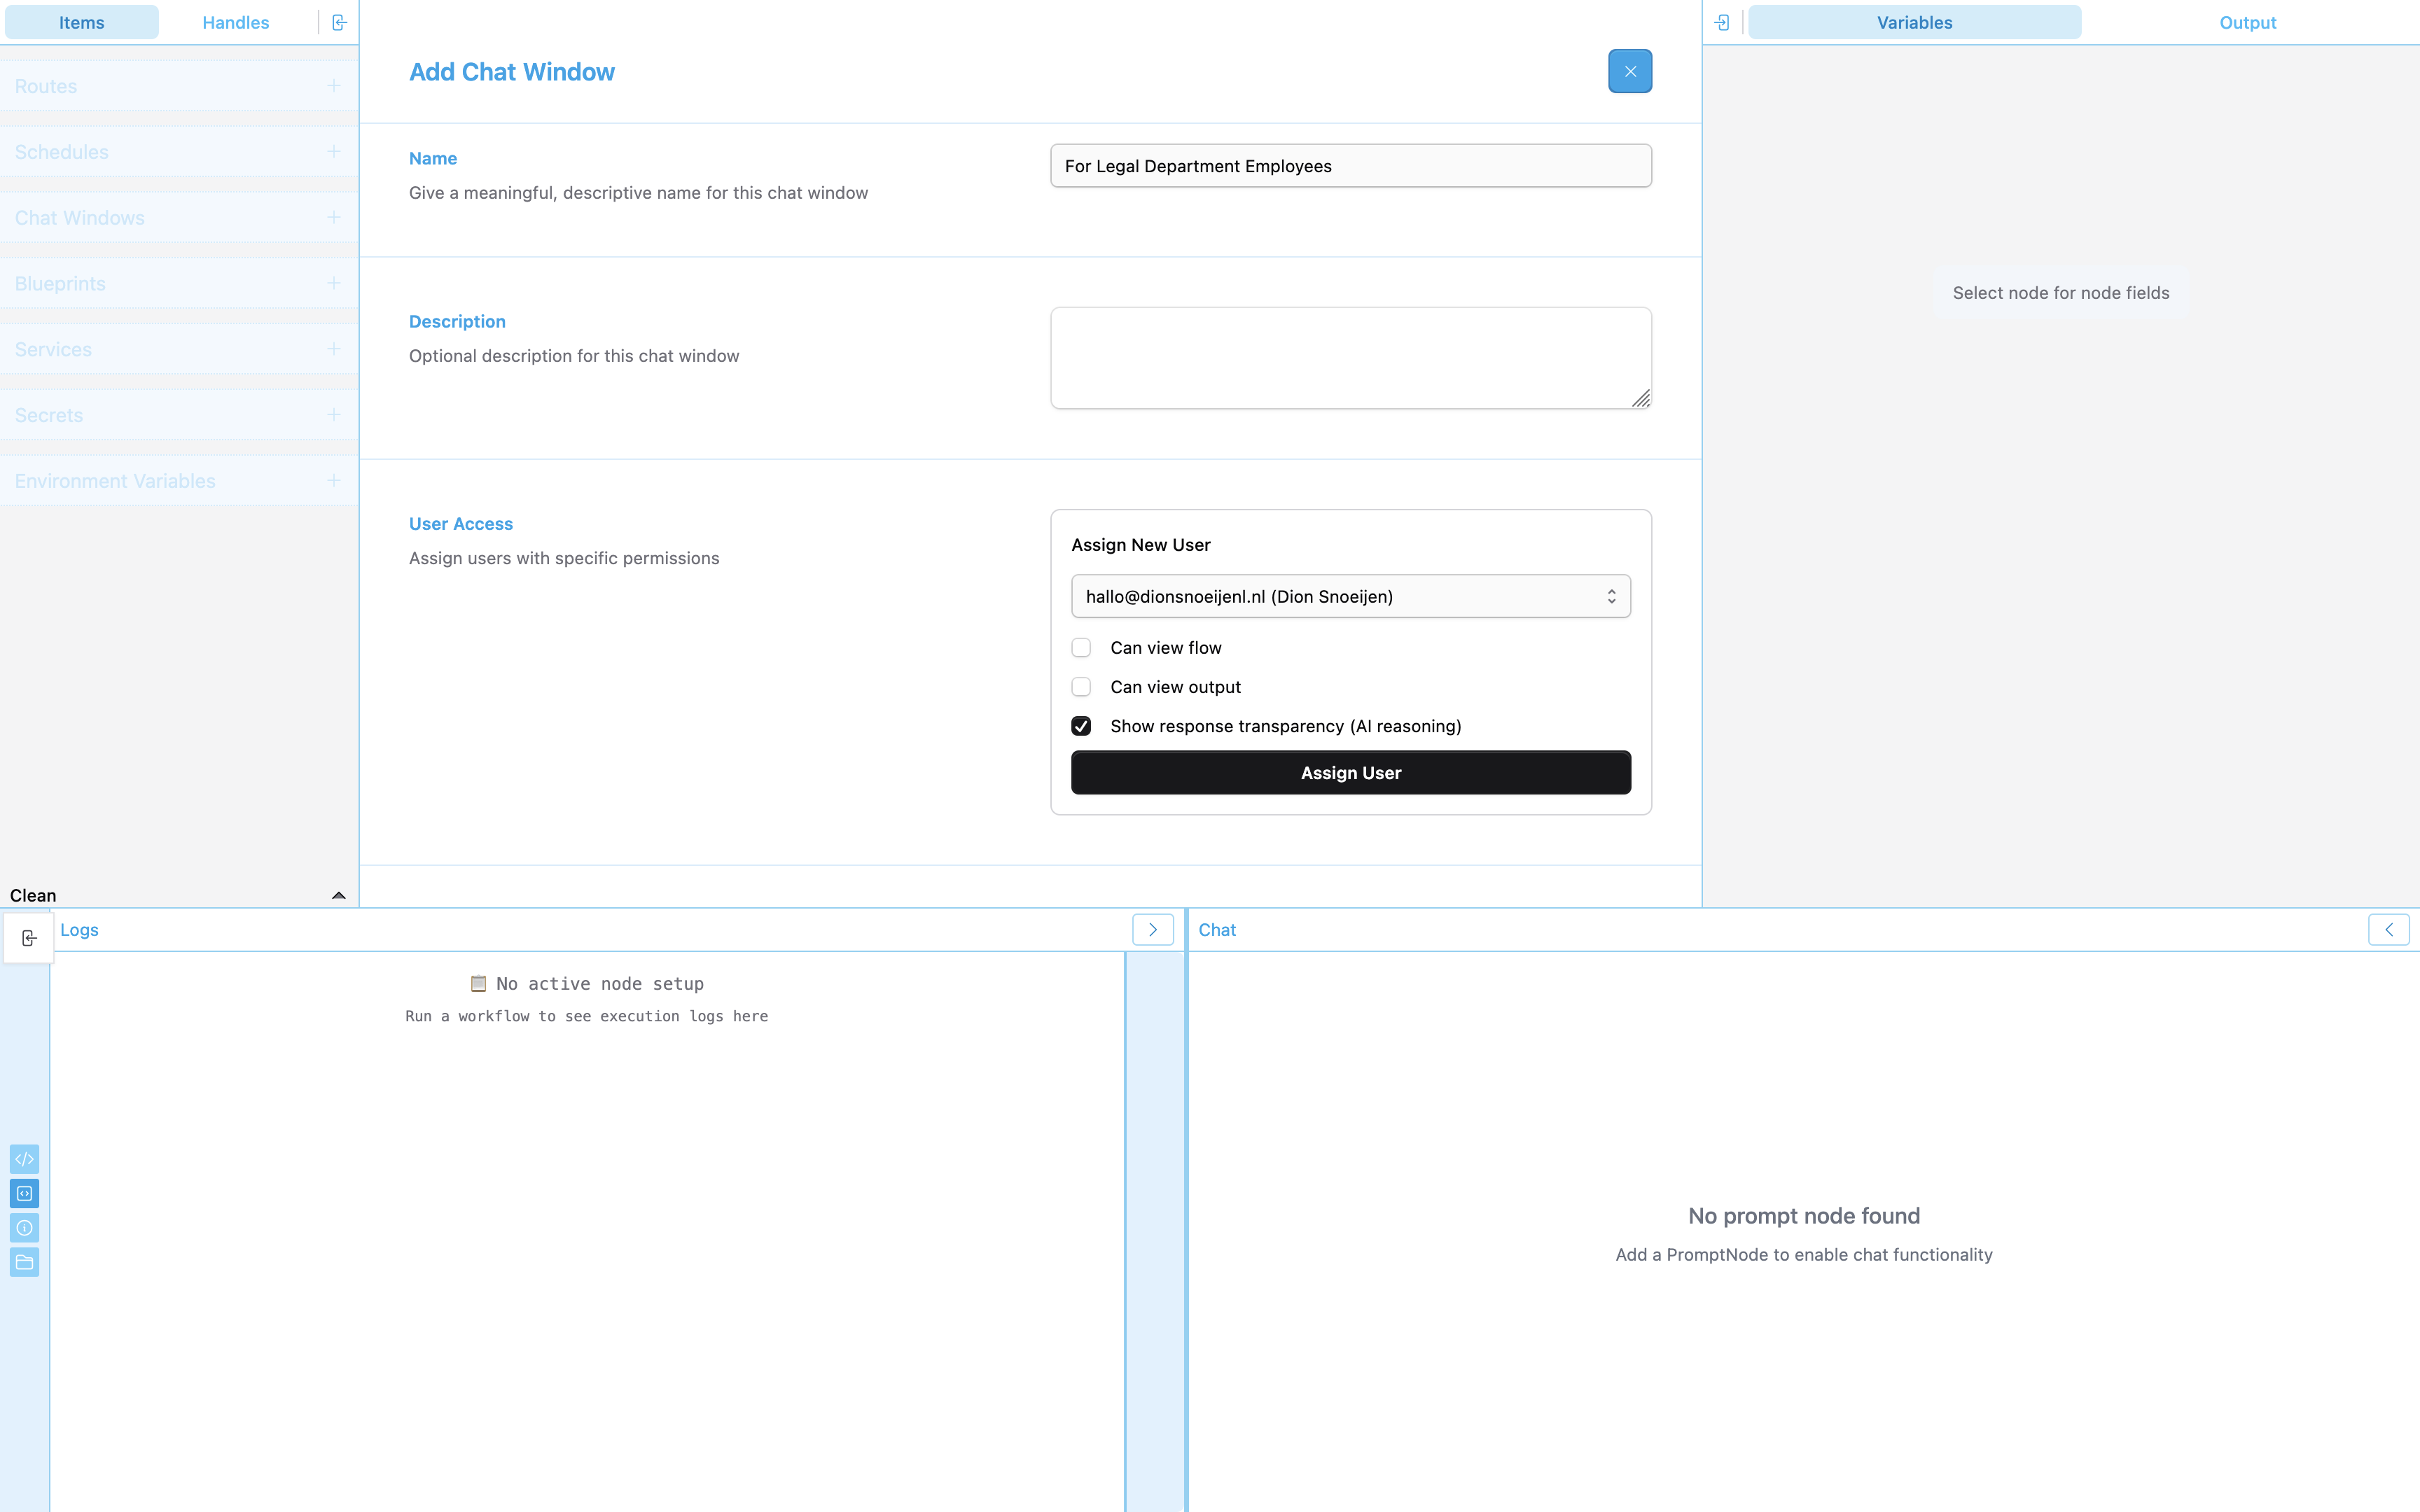 Items
Handles
Routes
Schedules
Chat Windows
Blueprints
Services
Secrets
Environment Variables
Clean
Add Chat Window
Name
Give a meaningful, descriptive name for this chat window
For Legal Department Employees
Description
Optional description for this chat window
User Access
Assign users with specific permissions
Assign New User
hallo@dionsnoeijenl.nl (Dion Snoeijen)
Can view flow
Can view output
Show response transparency (AI reasoning)
Assign User
Variables
Output
Select node for node fields
Logs
No active node setup
Run a workflow to see execution logs here
Chat
No prompt node found
Add a PromptNode to enable chat functionality